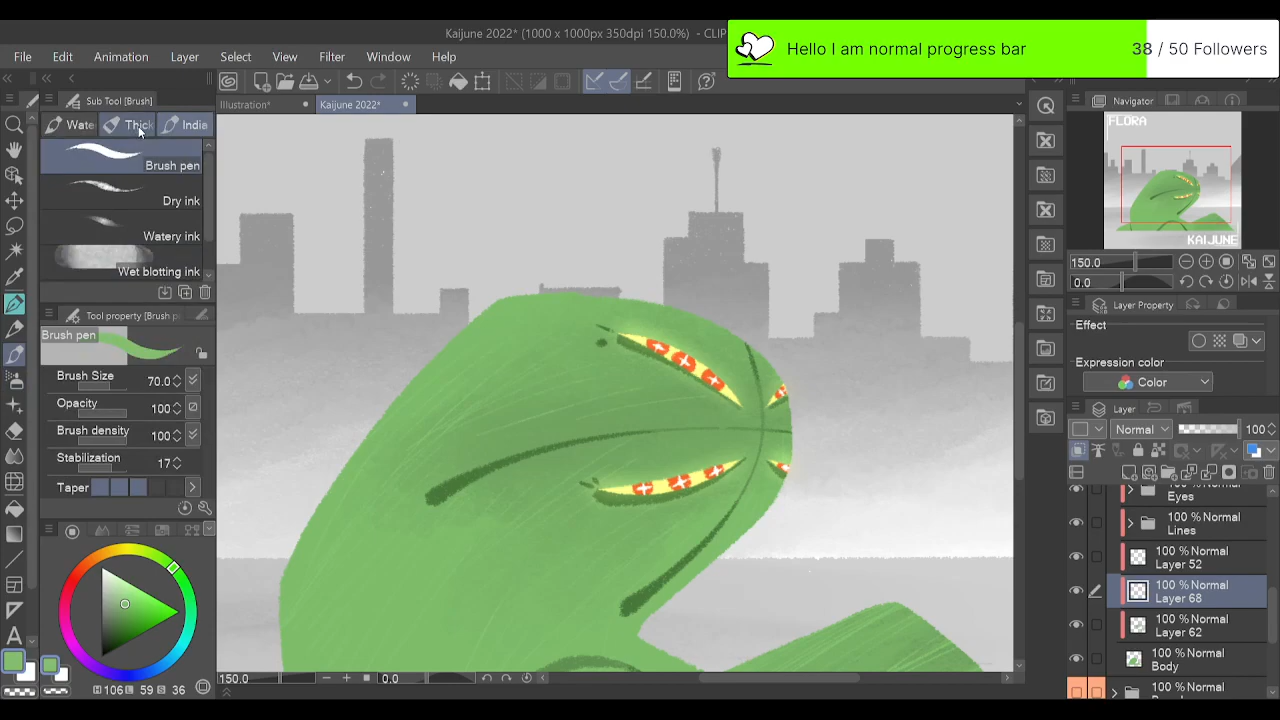 Kaijune 2022* (1000 x 1000px 350dpi 150.0%) - CLIP
Hello I am normal progress bar
38 / 50 Followers
File Edit Animation Layer Select View Filter Window Help
Sub Tool [Brush]
Illustration*
Kaijune 2022*
Navigator
Wate
Thick
India
Brush pen
Dry ink
Watery ink
Wet blotting ink
Tool property [Brush p
Brush pen
Brush Size 70.0
Opacity 100
Brush density 100
Stabilization 17
Taper
H 106 L 59 S 36
A
150.0
0.0
FLORA
KAIJUNE
150.0
0.0
Layer Property
Effect
Expression color
Color
Layer
Normal 100
Eyes
100 % Normal
Lines
100 % Normal
Layer 52
100 % Normal
Layer 68
100 % Normal
Layer 62
100 % Normal
Body
100 % Normal